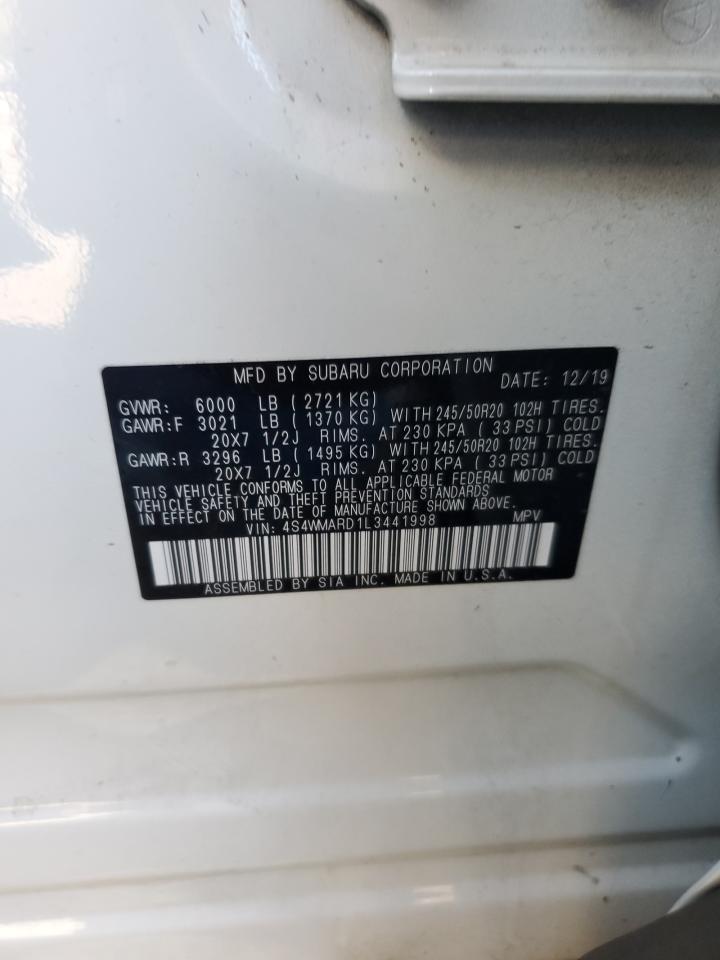 MFD BY SUBARU CORPORATION DATE: 12/19
GVWR: 6000 LB ( 2721 KG)
GAWR:F 3021 LB ( 1370 KG) WITH 245/50R20 102H TIRES.
20X7 1/2J RIMS. AT 230 KPA ( 33 PSI) COLD
GAWR:R 3296 LB ( 1495 KG) WITH 245/50R20 102H TIRES.
20X7 1/2J RIMS. AT 230 KPA ( 33 PSI) COLD
THIS VEHICLE CONFORMS TO ALL APPLICABLE FEDERAL MOTOR
VEHICLE SAFETY AND THEFT PREVENTION STANDARDS
IN EFFECT ON THE DATE OF MANUFACTURE SHOWN ABOVE.
VIN: 4S4WMARD1L3441998 MPV
ASSEMBLED BY SIA INC. MADE IN U.S.A.